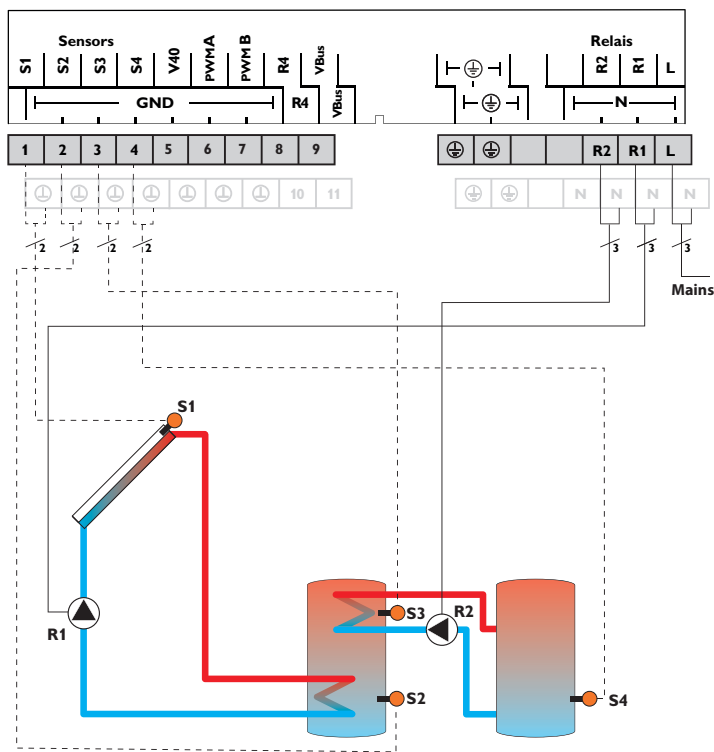 Sensors
Relais
S1 S2 S3 S4 V40 PWM A PWM B R4 VBus
R2 R1 L
GND R4 VBus
N
1 2 3 4 5 6 7 8 9
R2 R1 L
10 11
N N N N
2 2 2 2
3 3 3
Mains
S1
R1
S3
R2
S2
S4